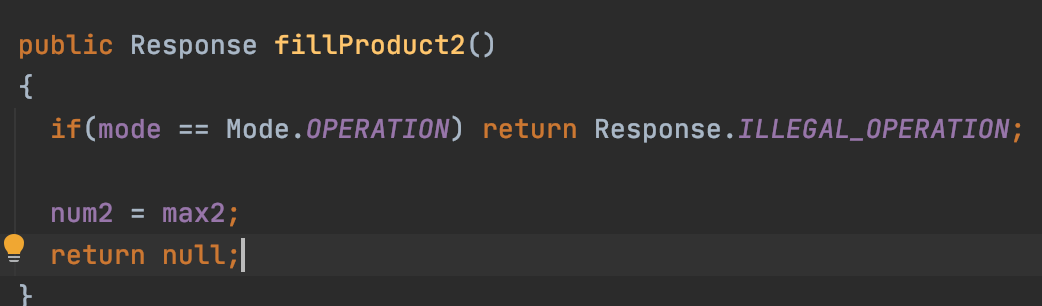 public Response fillProduct2()
{
if(mode == Mode.OPERATION) return Response.ILLEGAL_OPERATION;
num2 = max2;
return null;
}